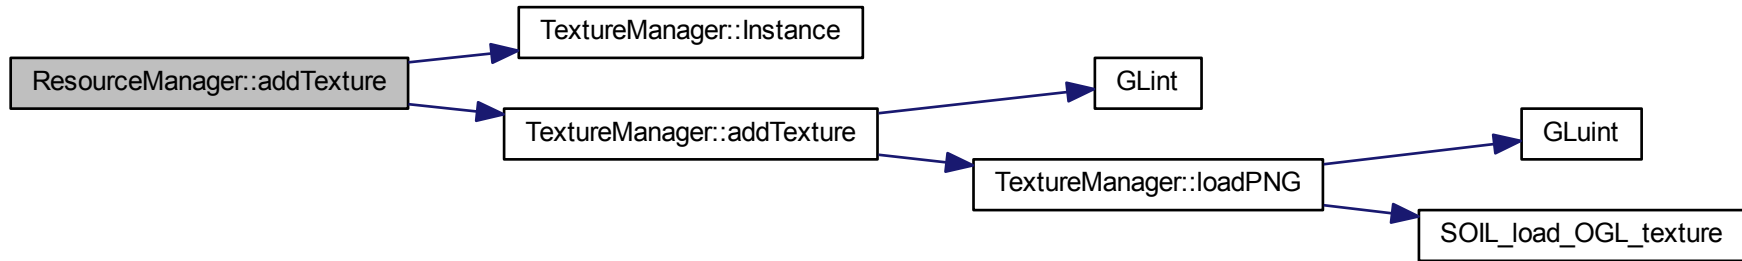 TextureManager::Instance
ResourceManager::addTexture
GLint
TextureManager::addTexture
GLuint
TextureManager::loadPNG
SOIL_load_OGL_texture